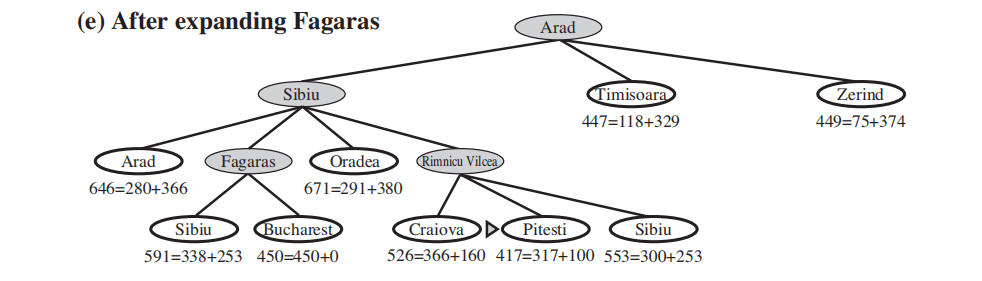 (e) After expanding Fagaras
Arad
Sibiu
Timisoara
Zerind
447=118+329
449=75+374
Arad
Fagaras
Oradea
Rimnicu Vilcea
646=280+366
671=291+380
Sibiu
Bucharest
Craiova
Pitesti
Sibiu
591=338+253
450=450+0
526=366+160
417=317+100
553=300+253